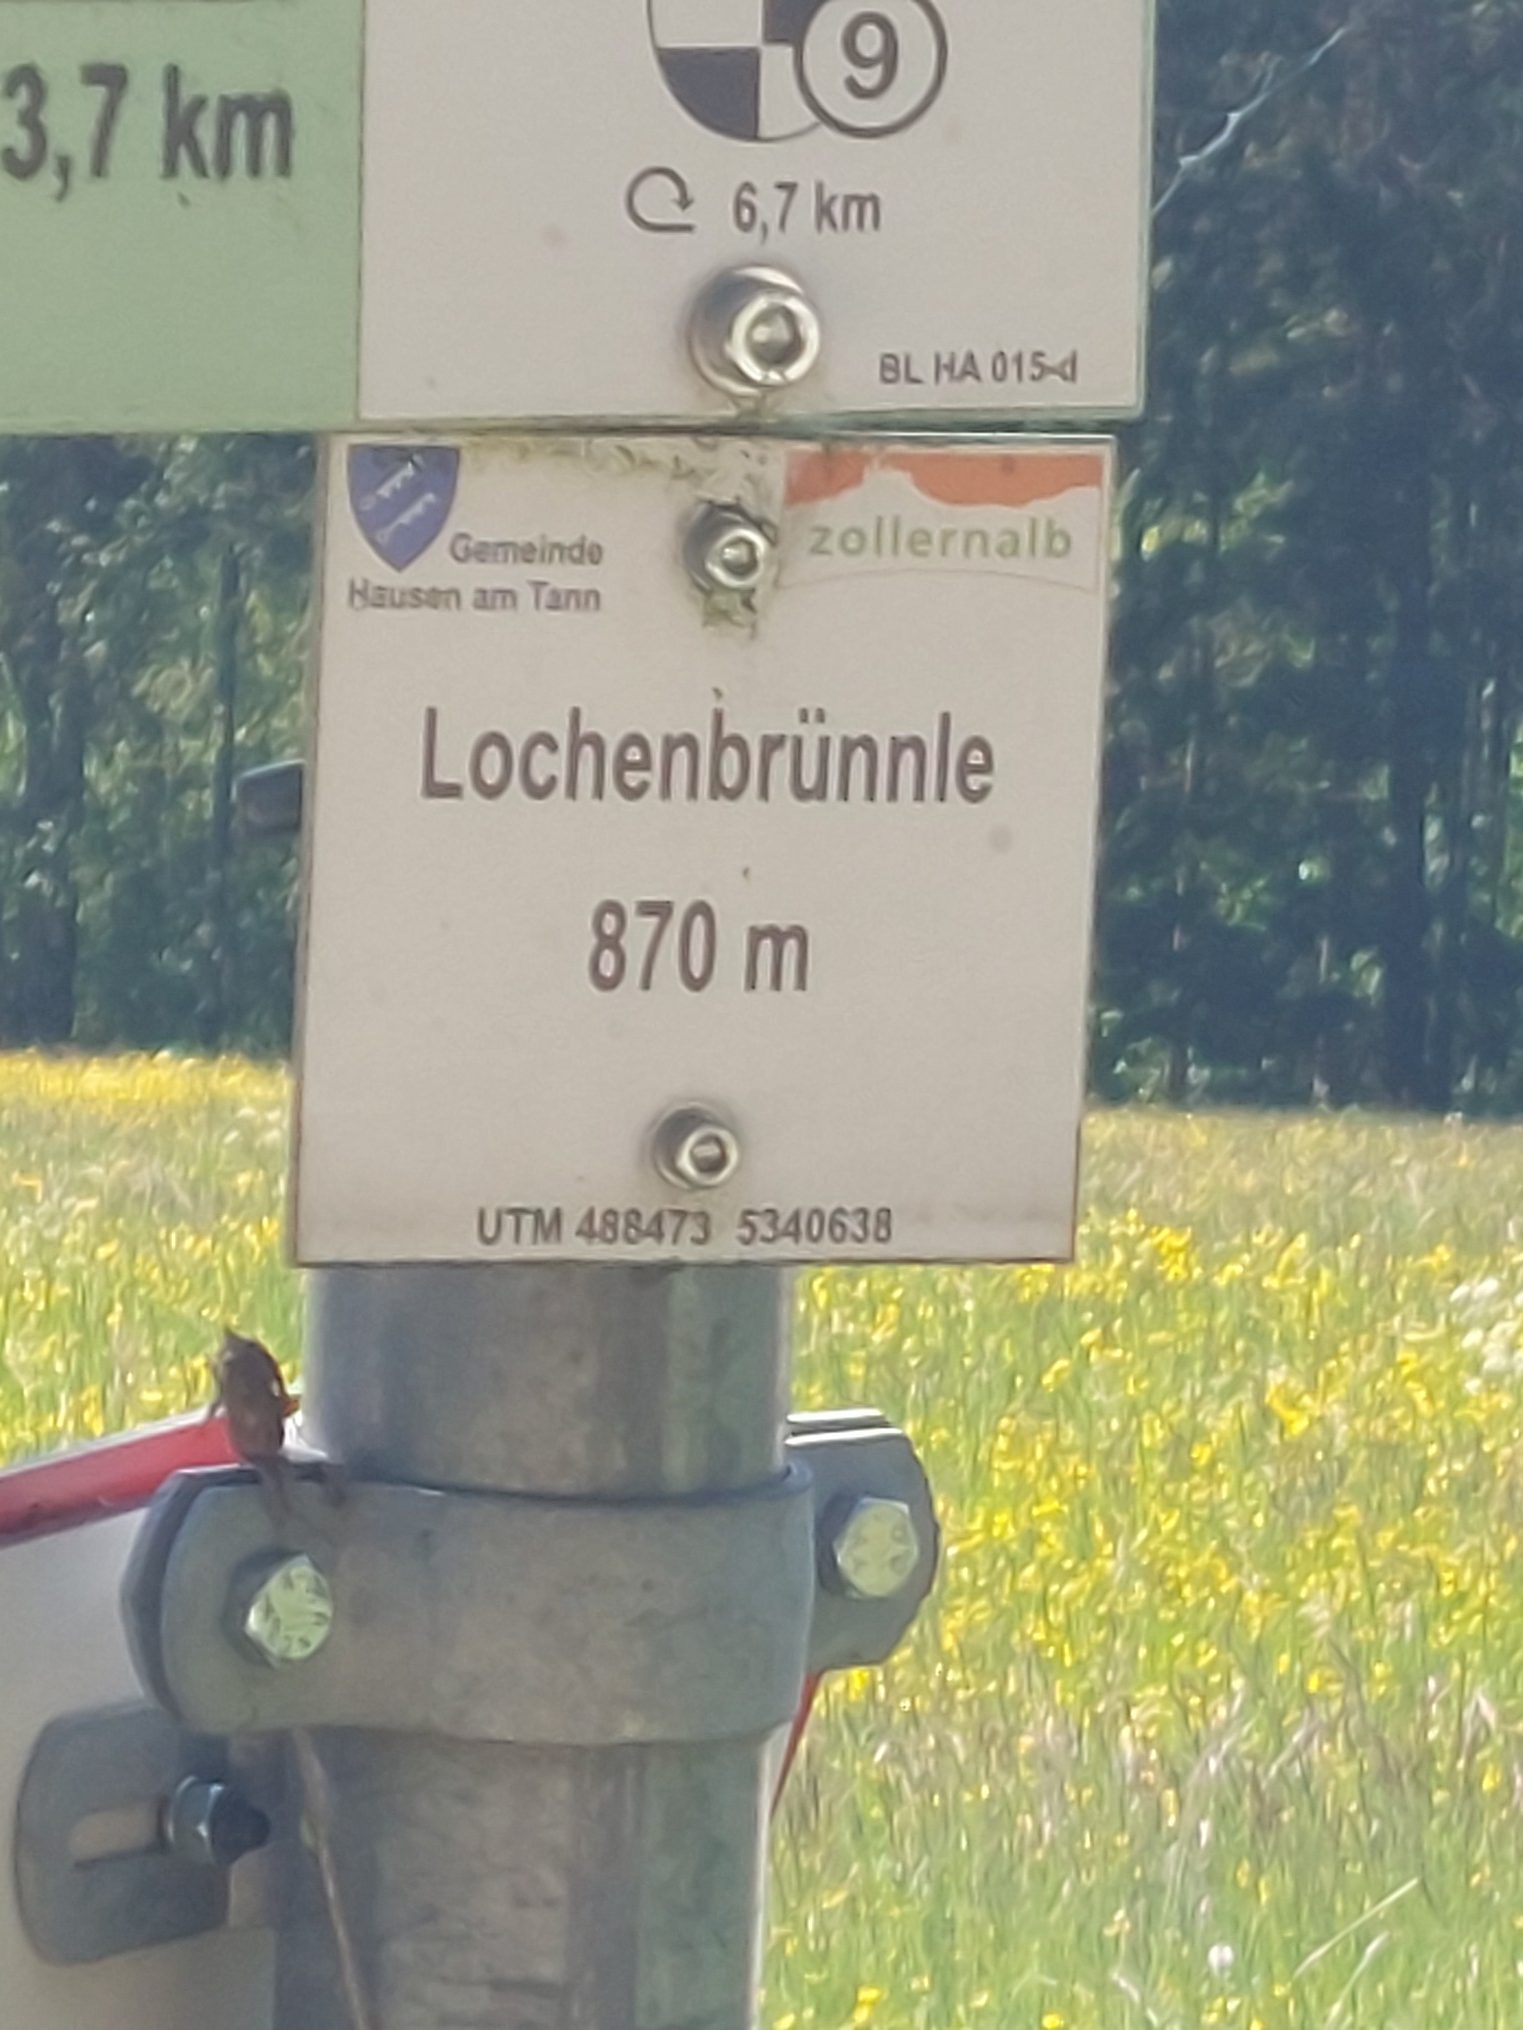 3,7 km
9
6,7 km
BL HA 015-d
Gemeinde
Hausen am Tann
zollernalb
Lochenbrünnle
870 m
UTM 488473 5340638